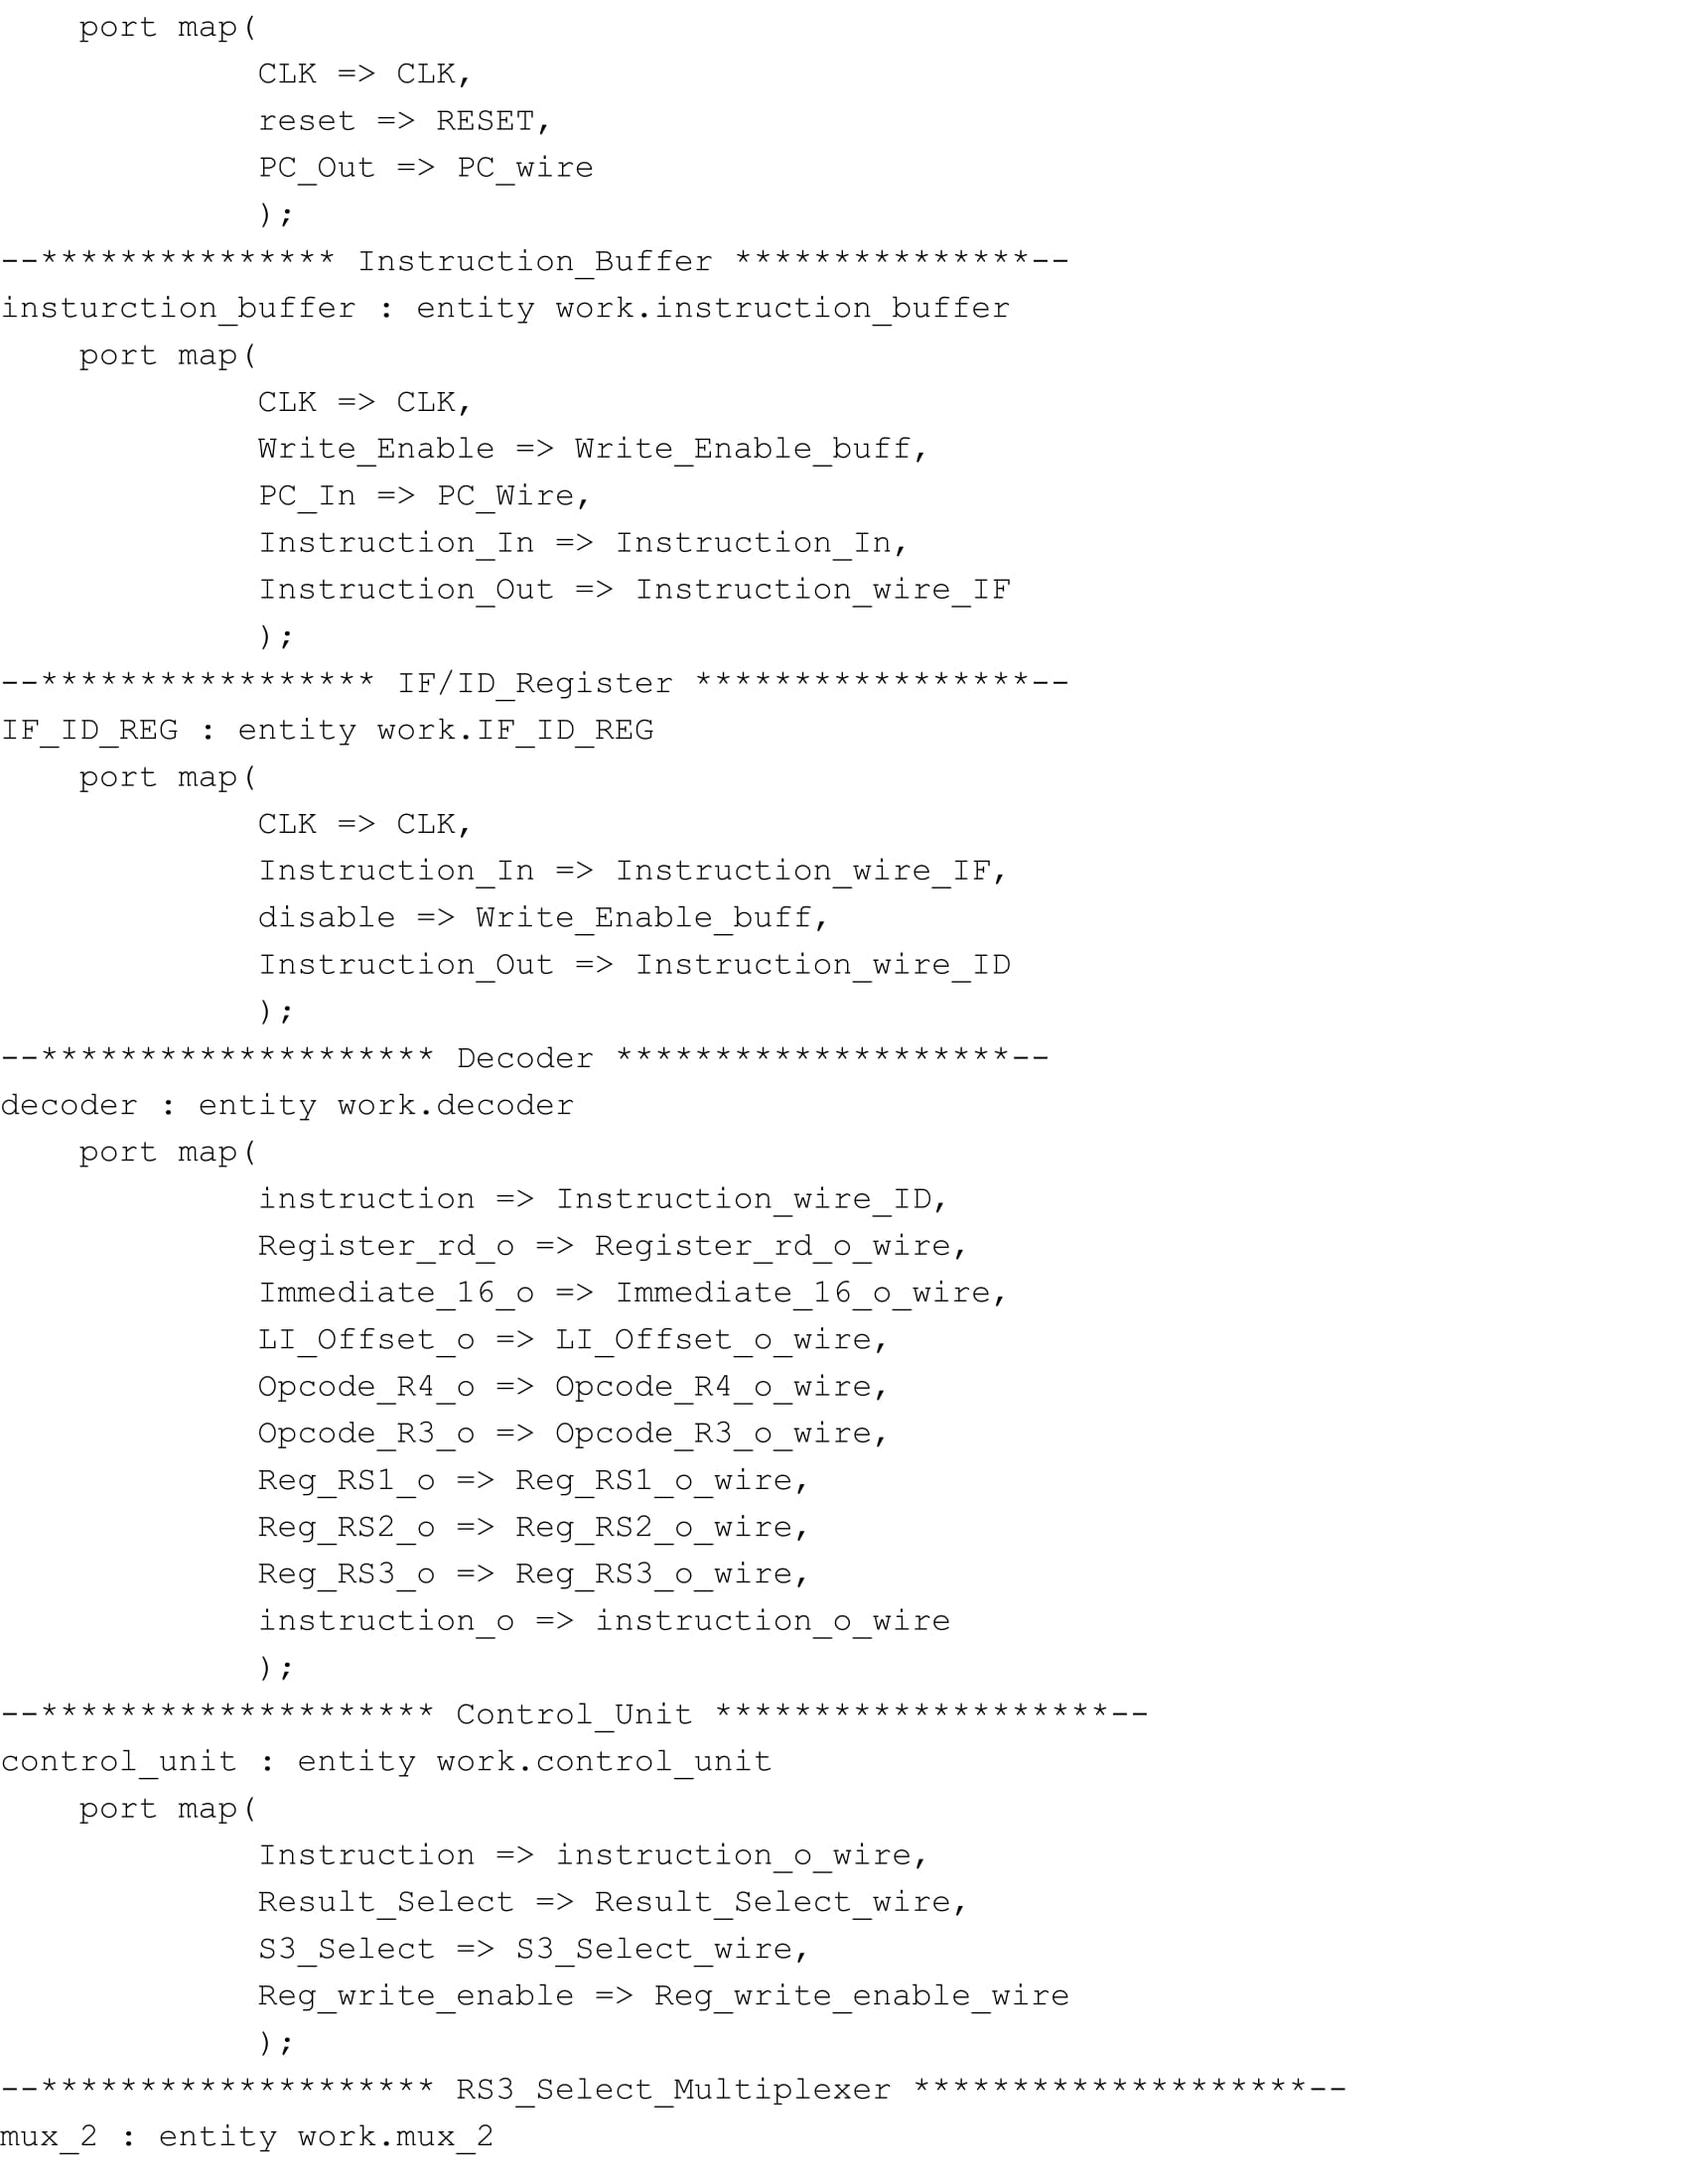 port map(
CLK => CLK,
reset => RESET,
PC_Out => PC_wire
);
--*************** Instruction_Buffer ***************--
insturction_buffer : entity work.instruction_buffer
port map(
CLK => CLK,
Write_Enable => Write_Enable_buff,
PC_In => PC_Wire,
Instruction_In => Instruction_In,
Instruction_Out => Instruction_wire_IF
);
--***************** IF/ID_Register *****************--
IF_ID_REG : entity work.IF_ID_REG
port map(
CLK => CLK,
Instruction_In => Instruction_wire_IF,
disable => Write_Enable_buff,
Instruction_Out => Instruction_wire_ID
);
--******************** Decoder ********************--
decoder : entity work.decoder
port map(
instruction => Instruction_wire_ID,
Register_rd_o => Register_rd_o_wire,
Immediate_16_o => Immediate_16_o_wire,
LI_Offset_o => LI_Offset_o_wire,
Opcode_R4_o => Opcode_R4_o_wire,
Opcode_R3_o => Opcode_R3_o_wire,
Reg_RS1_o => Reg_RS1_o_wire,
Reg_RS2_o => Reg_RS2_o_wire,
Reg_RS3_o => Reg_RS3_o_wire,
instruction_o => instruction_o_wire
);
--******************** Control_Unit ********************--
control_unit : entity work.control_unit
port map(
Instruction => instruction_o_wire,
Result_Select => Result_Select_wire,
S3_Select => S3_Select_wire,
Reg_write_enable => Reg_write_enable_wire
);
--******************** RS3_Select_Multiplexer ********************--
mux_2 : entity work.mux_2